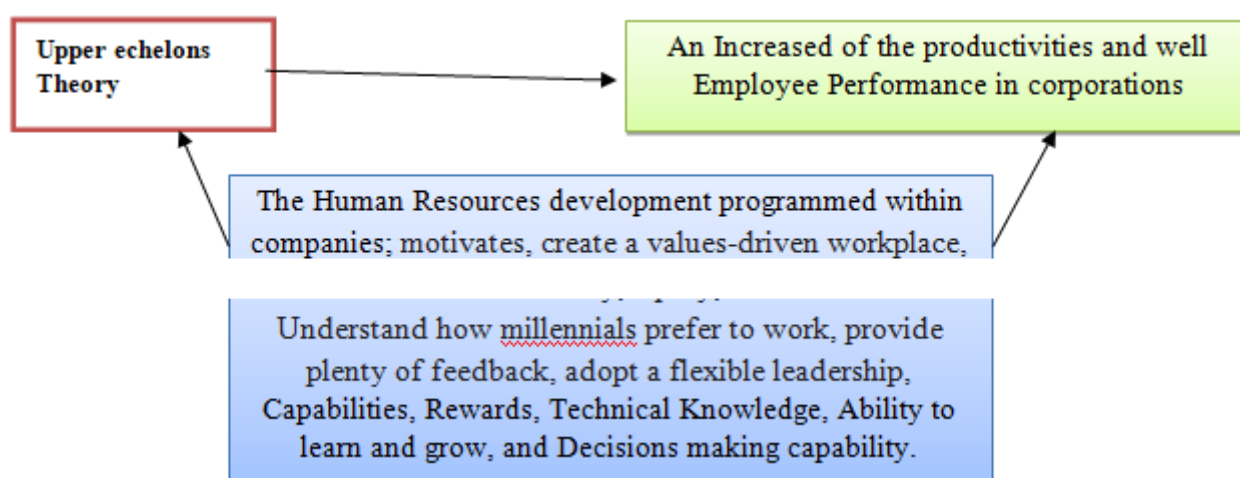 Upper echelons
Theory
An Increased of the productivities and well
Employee Performance in corporations
The Human Resources development programmed within
companies; motivates, create a values-driven workplace,
Understand how millennials prefer to work, provide
plenty of feedback, adopt a flexible leadership,
Capabilities, Rewards, Technical Knowledge, Ability to
learn and grow, and Decisions making capability.